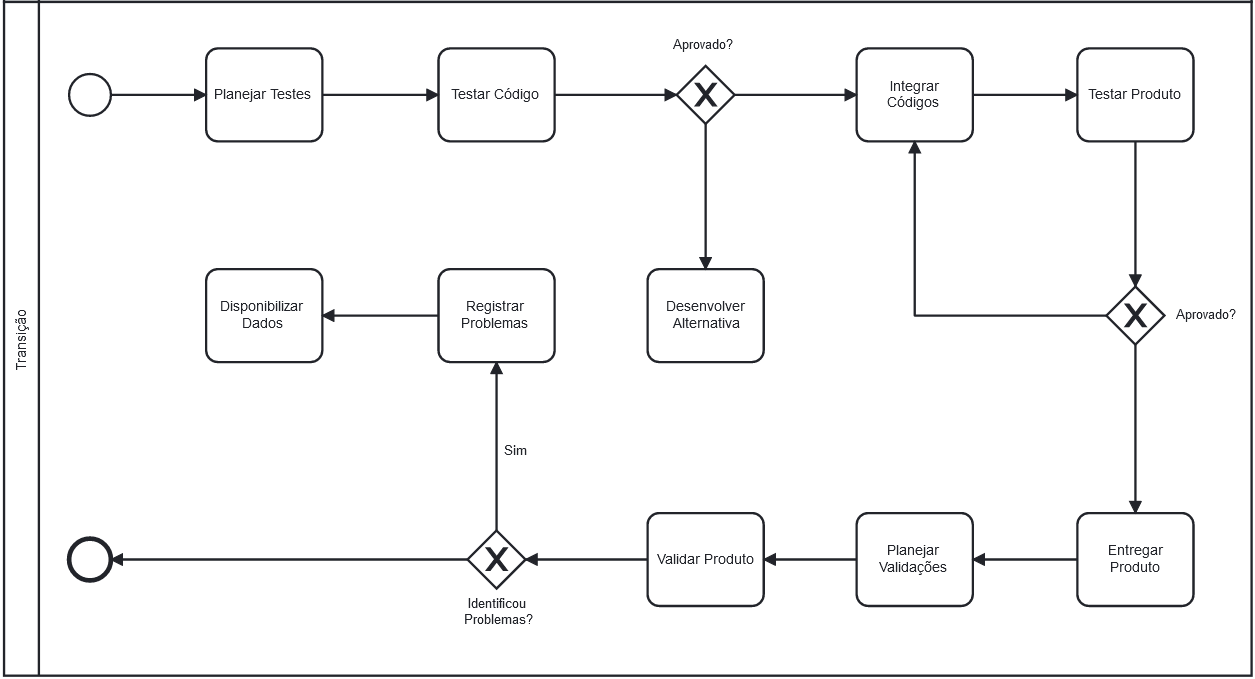 Transição
Planejar Testes
Testar Código
Aprovado?
Integrar
Códigos
Testar Produto
Disponibilizar
Dados
Registrar
Problemas
Desenvolver
Alternativa
Aprovado?
Sim
Identificou
Problemas?
Validar Produto
Planejar
Validações
Entregar
Produto